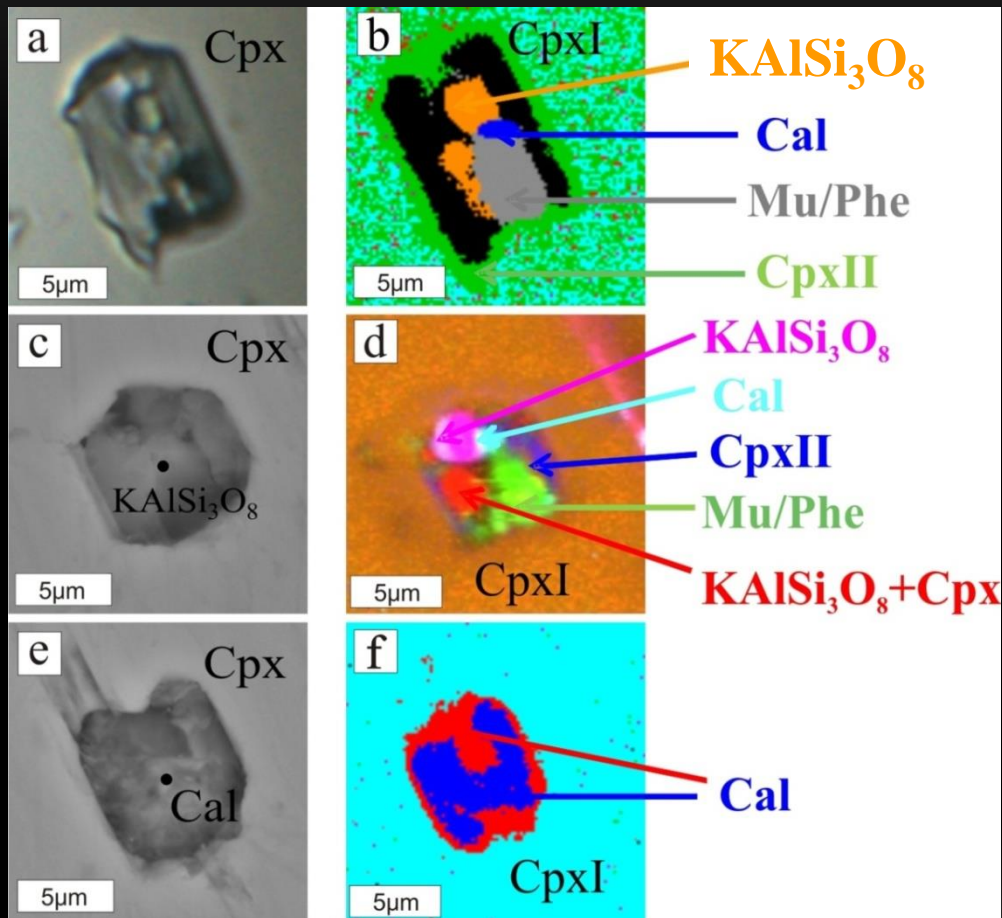 a
Cpx
5µm
b
CpxI
KAlSi₃O₈
Cal
Mu/Phe
CpxII
5µm
c
Cpx
KAlSi₃O₈
5µm
d
KAlSi₃O₈
Cal
CpxII
Mu/Phe
KAlSi₃O₈+Cpx
CpxI
5µm
e
Cpx
Cal
5µm
f
Cal
CpxI
5µm